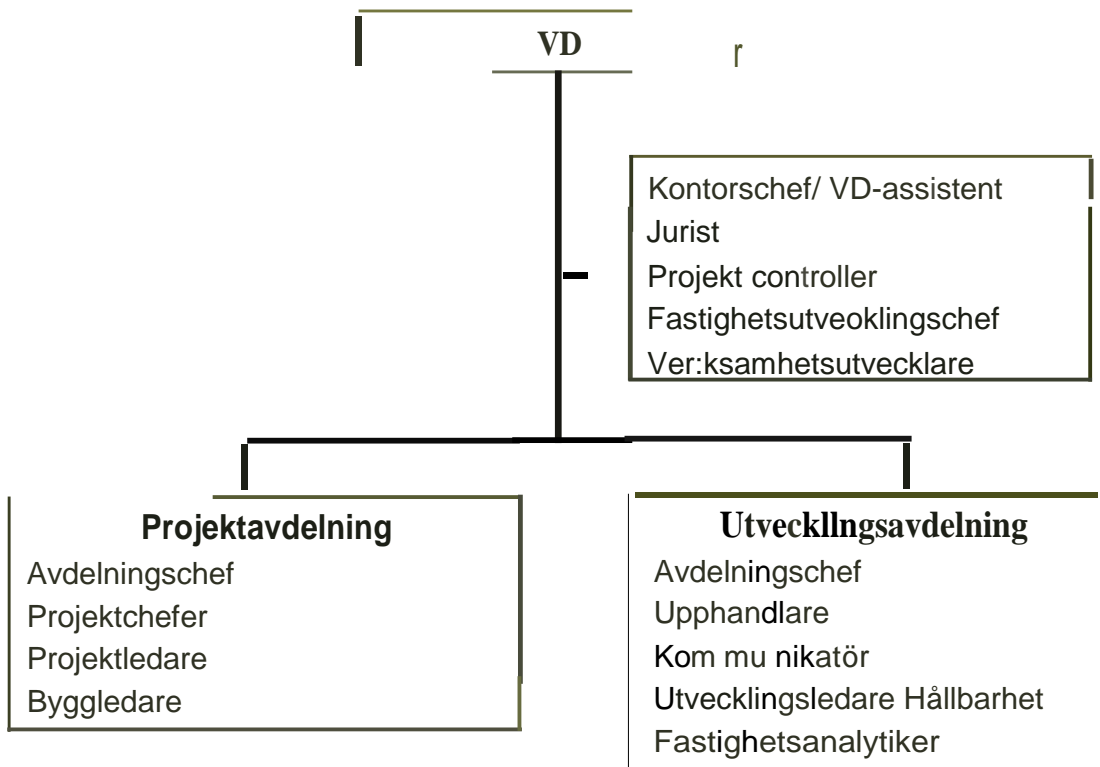 VD
r
Kontorschef/ VD-assistent
Jurist
Projekt controller
Fastighetsutveoklingschef
Ver:ksamhetsutvecklare
Projektavdelning
Avdelningschef
Projektchefer
Projektledare
Byggledare
Utveckllngsavdelning
Avdelningschef
Upphandlare
Kom mu nikatör
Utvecklingsledare Hållbarhet
Fastighetsanalytiker